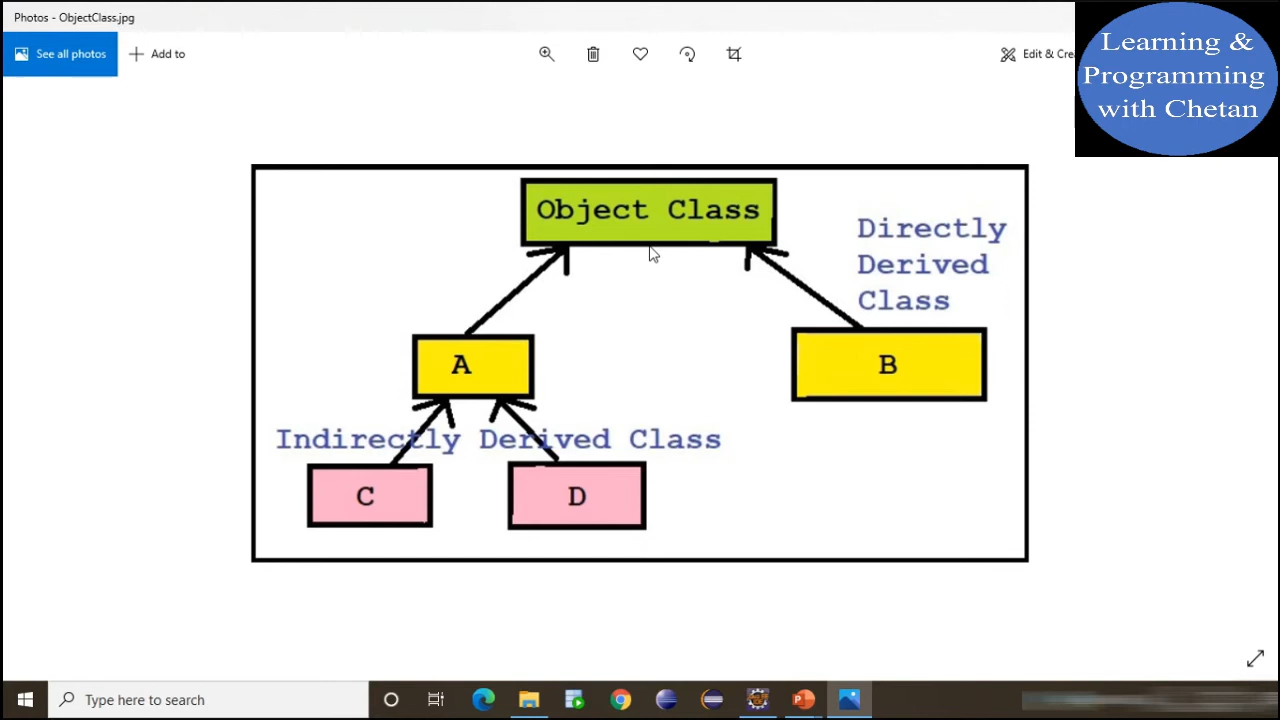 Photos - ObjectClass.jpg
See all photos
Add to
Edit & Crea
Learning &
Programming
with Chetan
Object Class
Directly
Derived
Class
A
B
Indirectly Derived Class
C
D
Type here to search